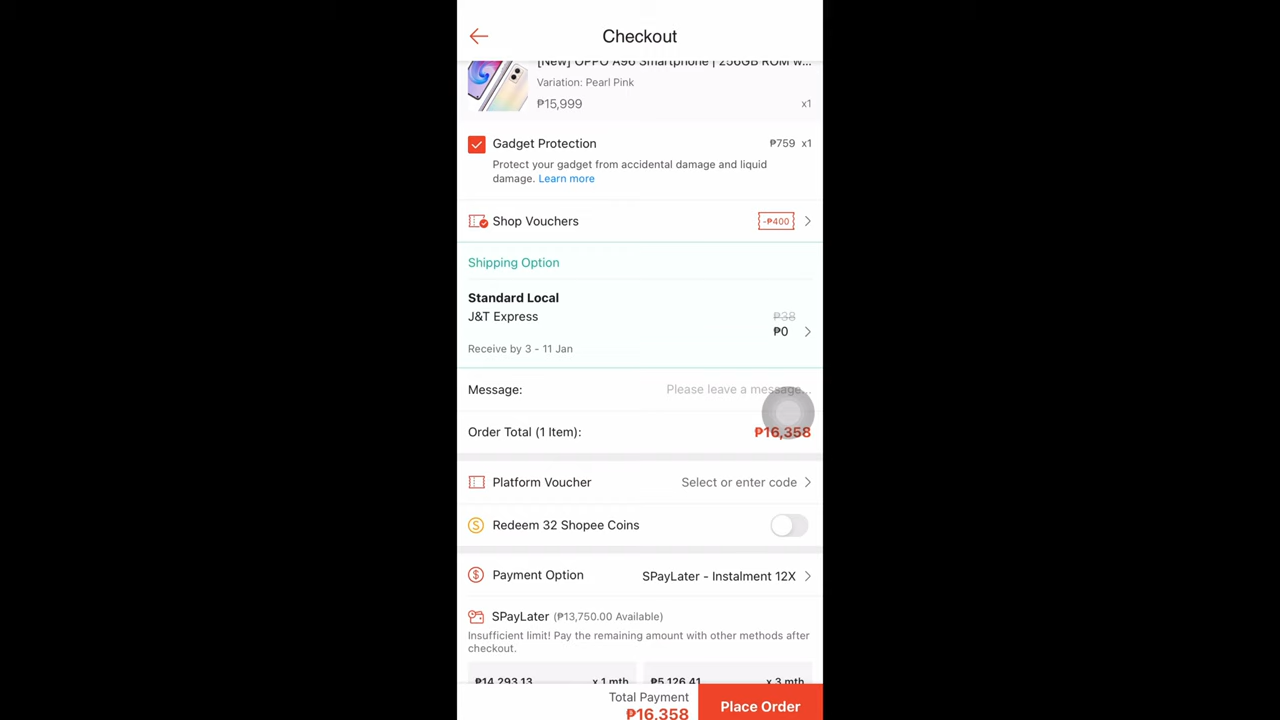 Checkout
[New] OPPO A96 Smartphone | 256GB ROM w...
Variation: Pearl Pink
₱15,999 x1
Gadget Protection ₱759 x1
Protect your gadget from accidental damage and liquid
damage. Learn more
Shop Vouchers -₱400
Shipping Option
Standard Local
J&T Express ₱38
₱0
Receive by 3 - 11 Jan
Message: Please leave a message...
Order Total (1 Item): ₱16,358
Platform Voucher Select or enter code
S Redeem 32 Shopee Coins
$ Payment Option SPayLater - Instalment 12X
SPayLater (₱13,750.00 Available)
Insufficient limit! Pay the remaining amount with other methods after
checkout.
₱14,293.13 x 1 mth ₱5,126.41 x 3 mth
Total Payment
₱16,358
Place Order